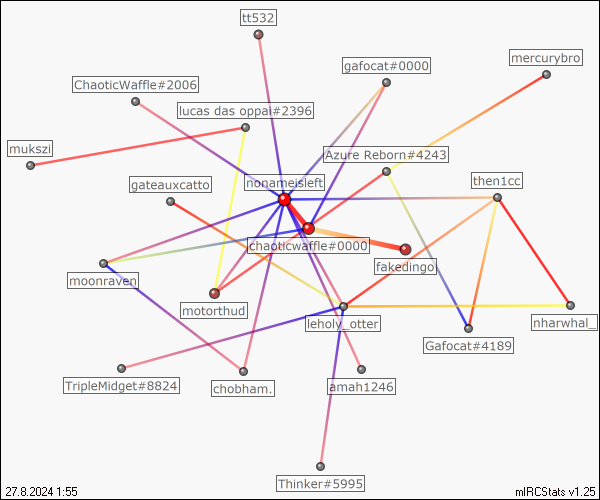 tt532
mercurybro
gafocat#0000
ChaoticWaffle#2006
lucas das oppai#2396
mukszi
Azure Reborn#4243
gateauxcatto
nonameisleft
then1cc
chaoticwaffle#0000
fakedingo
moonraven
motorthud
leholy_otter
nharwhal_
Gafocat#4189
TripleMidget#8824
chobham.
amah1246
Thinker#5995
27.8.2024 1:55
mIRCStats v1.25